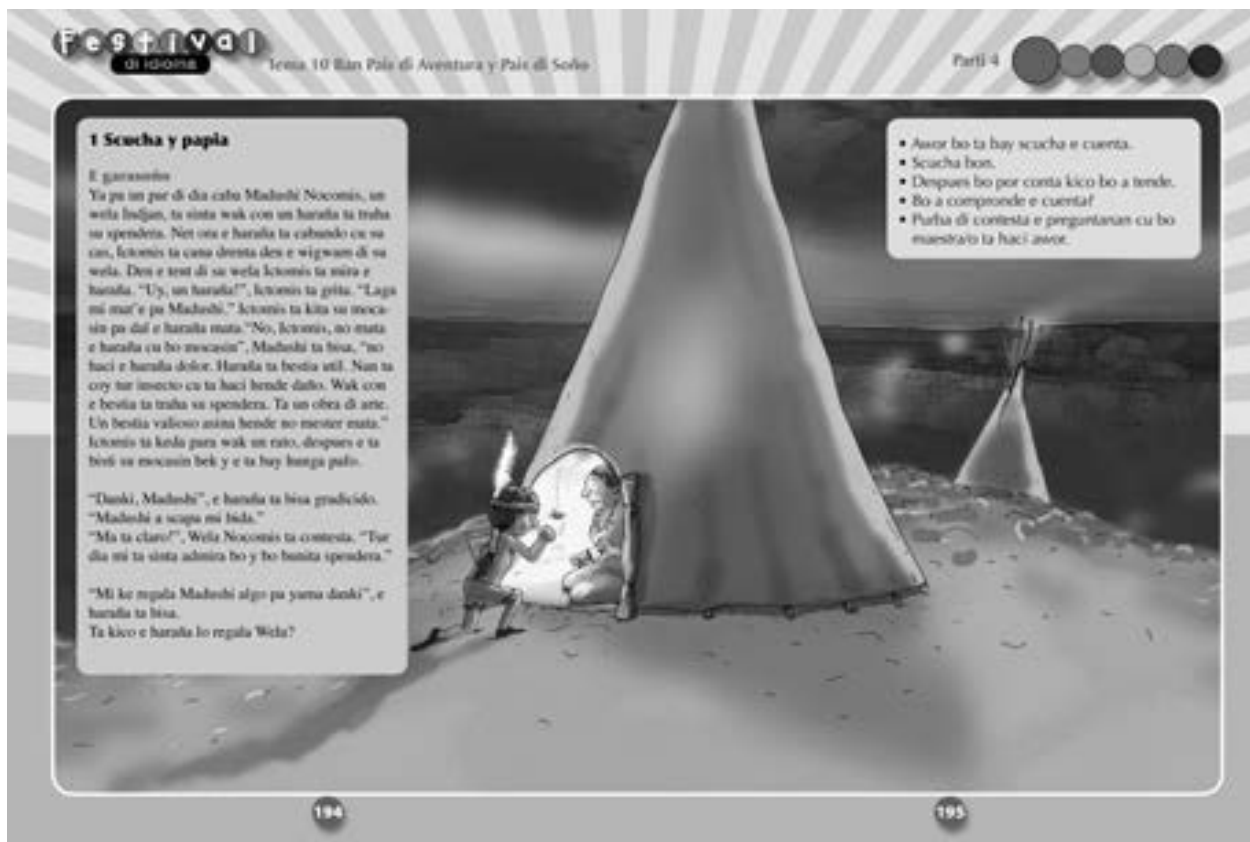 Festival
di idioma
Tema 10 Ban Pais di Aventura y Pais di Soño
Parti 4
1 Scucha y papia
E garasoño
Ya pa un par di dia caba Madushi Nocomis, un
wela Indjan, ta sinta wak con un haraña ta traha
su spendera. Net ora e haraña ta cabando cu su
cas, Ictomis ta cana drenta den e wigwam di su
wela. Den e tent di su wela Ictomis ta mira e
haraña. “Uy, un haraña!”, Ictomis ta grita. “Laga
mi mat’e pa Madushi.” Ictomis ta kita su moca-
sin pa dal e haraña mata. “No, Ictomis, no mata
e haraña cu bo mocasin”, Madushi ta bisa, “no
haci e haraña dolor. Haraña ta bestia util. Nan ta
coy tur insecto cu ta haci hende daño. Wak con
e bestia ta traha su spendera. Ta un obra di arte.
Un bestia valioso asina hende no mester mata.”
Ictomis ta keda para wak un rato, despues e ta
bisti su mocasin bek y e ta bay hunga pafo.
“Danki, Madushi”, e haraña ta bisa gradicido.
“Madushi a scapa mi bida.”
“Ma ta claro!”, Wela Nocomis ta contesta. “Tur
dia mi ta sinta admira bo y bo bunita spendera.”
“Mi ke regala Madushi algo pa yama danki”, e
haraña ta bisa.
Ta kico e haraña lo regala Wela?
• Awor bo ta bay scucha e cuenta.
• Scucha bon.
• Despues bo por conta kico bo a tende.
• Bo a compronde e cuenta?
• Purba di contesta e preguntanan cu bo
maestra/o ta haci awor.
194
195